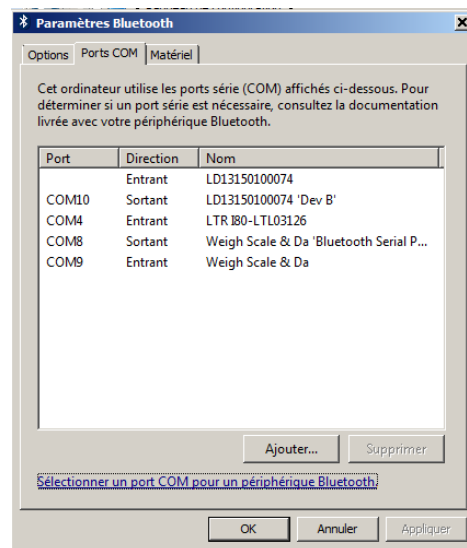 Paramètres Bluetooth
Options Ports COM Matériel
Cet ordinateur utilise les ports série (COM) affichés ci-dessous. Pour
déterminer si un port série est nécessaire, consultez la documentation
livrée avec votre périphérique Bluetooth.
Port Direction Nom
Entrant LD13150100074
COM10 Sortant LD13150100074 'Dev B'
COM4 Entrant LTR I80-LTL03126
COM8 Sortant Weigh Scale & Da 'Bluetooth Serial P...
COM9 Entrant Weigh Scale & Da
Ajouter... Supprimer
Sélectionner un port COM pour un périphérique Bluetooth.
OK Annuler Appliquer